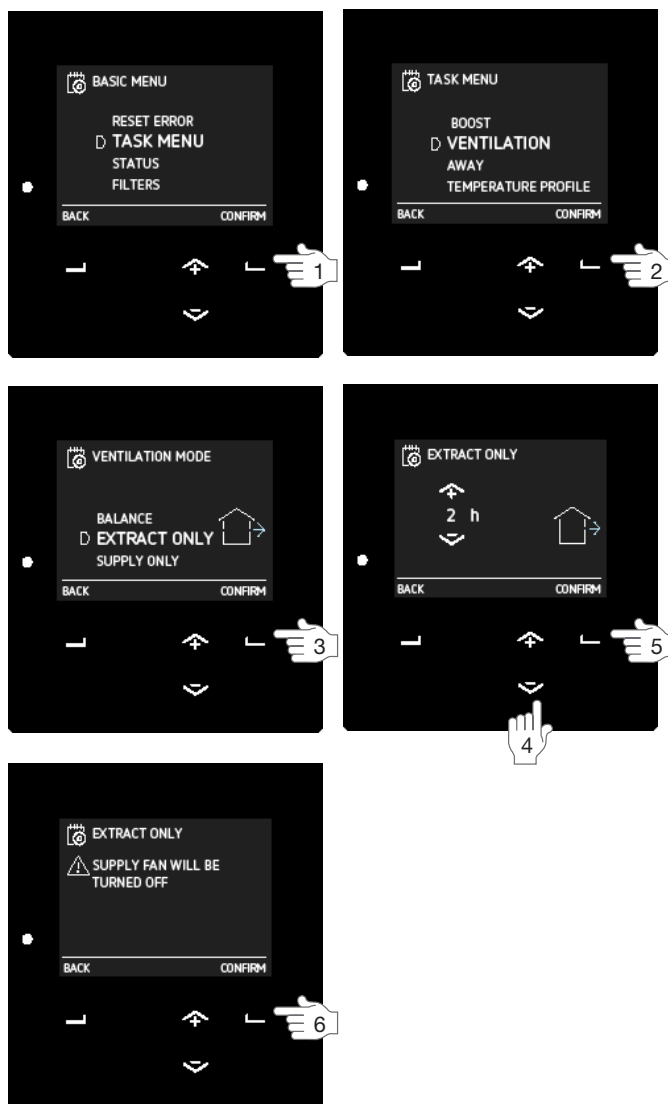 BASIC MENU
RESET ERROR
TASK MENU
STATUS
FILTERS
BACK CONFIRM
1
TASK MENU
BOOST
VENTILATION
AWAY
TEMPERATURE PROFILE
BACK CONFIRM
2
VENTILATION MODE
BALANCE
EXTRACT ONLY
SUPPLY ONLY
BACK CONFIRM
3
EXTRACT ONLY
2 h
BACK CONFIRM
5
4
EXTRACT ONLY
SUPPLY FAN WILL BE
TURNED OFF
BACK CONFIRM
6